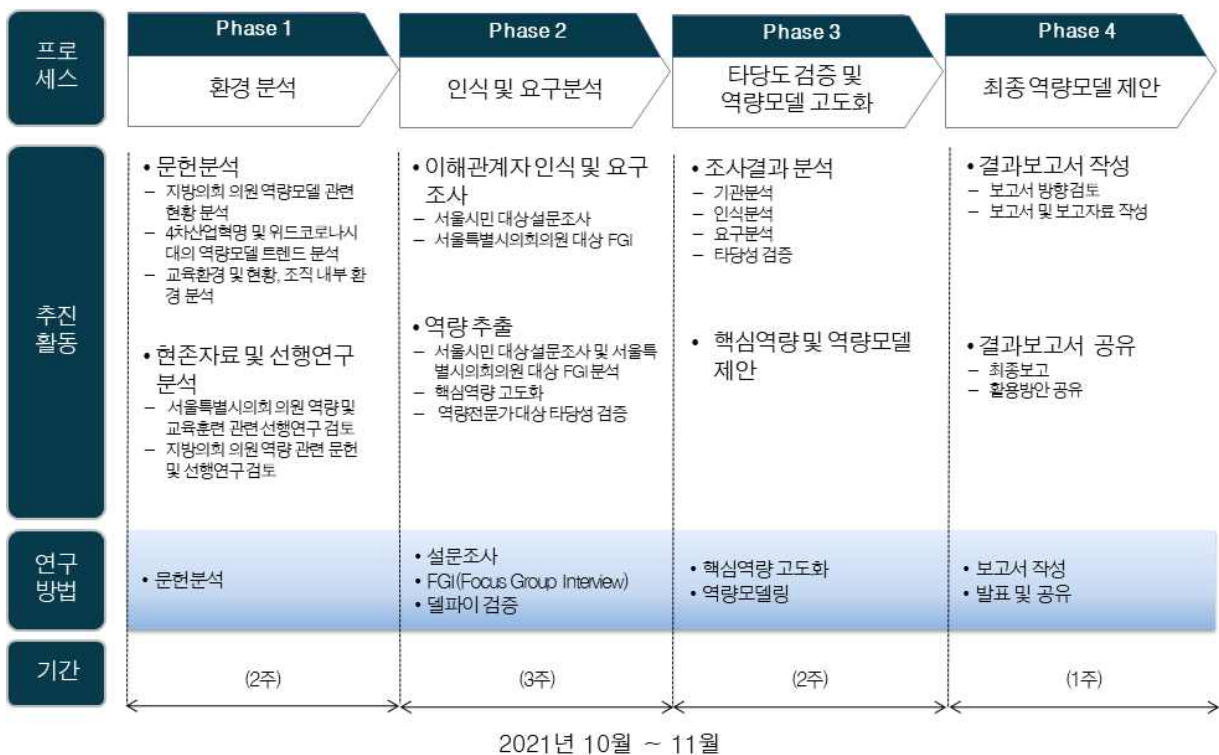 프로
세스
Phase 1
환경 분석
Phase 2
인식 및 요구분석
Phase 3
타당도 검증 및
역량모델 고도화
Phase 4
최종 역량모델 제안
추진
활동
• 문헌분석
– 지방의회 의원 역량모델 관련
현황 분석
– 4차산업혁명 및 위드코로나시
대의 역량모델 트렌드 분석
– 교육환경 및 현황, 조직 내부 환
경 분석
• 현존자료 및 선행연구
분석
– 서울특별시의회 의원 역량 및
교육훈련 관련 선행연구 검토
– 지방의회 의원 역량 관련 문헌
및 선행연구 검토
• 이해관계자 인식 및 요구
조사
– 서울시민 대상 설문조사
– 서울특별시의회의원 대상 FGI
• 역량 추출
– 서울시민 대상 설문조사 및 서울특
별시의회의원 대상 FGI 분석
– 핵심역량 고도화
– 역량전문가 대상 타당성 검증
• 조사결과 분석
– 기관분석
– 인식분석
– 요구분석
– 타당성 검증
• 핵심역량 및 역량모델
제안
• 결과보고서 작성
– 보고서 방향 검토
– 보고서 및 보고자료 작성
• 결과보고서 공유
– 최종보고
– 활용방안 공유
연구
방법
• 문헌분석
• 설문조사
• FGI(Focus Group Interview)
• 델파이 검증
• 핵심역량 고도화
• 역량모델링
• 보고서 작성
• 발표 및 공유
기간
(2주)
(3주)
(2주)
(1주)
2021년 10월 ~ 11월